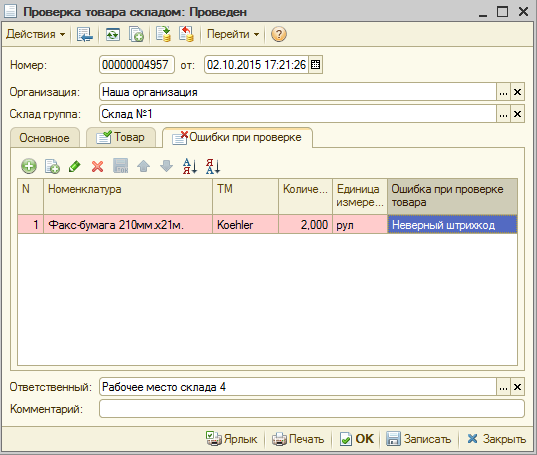 Проверка товара складом: Проведен
Действия Перейти ?
Номер: 00000004957 от: 02.10.2015 17:21:26
Организация: Наша организация ...
Склад группа: Склад №1 ...
Основное Товар Ошибки при проверке
N Номенклатура ТМ Количе... Единица измере... Ошибка при проверке товара
1 Факс-бумага 210мм.х21м. Koehler 2,000 рул Неверный штрихкод
Ответственный: Рабочее место склада 4 ...
Комментарий:
Ярлык Печать OK Записать Закрыть